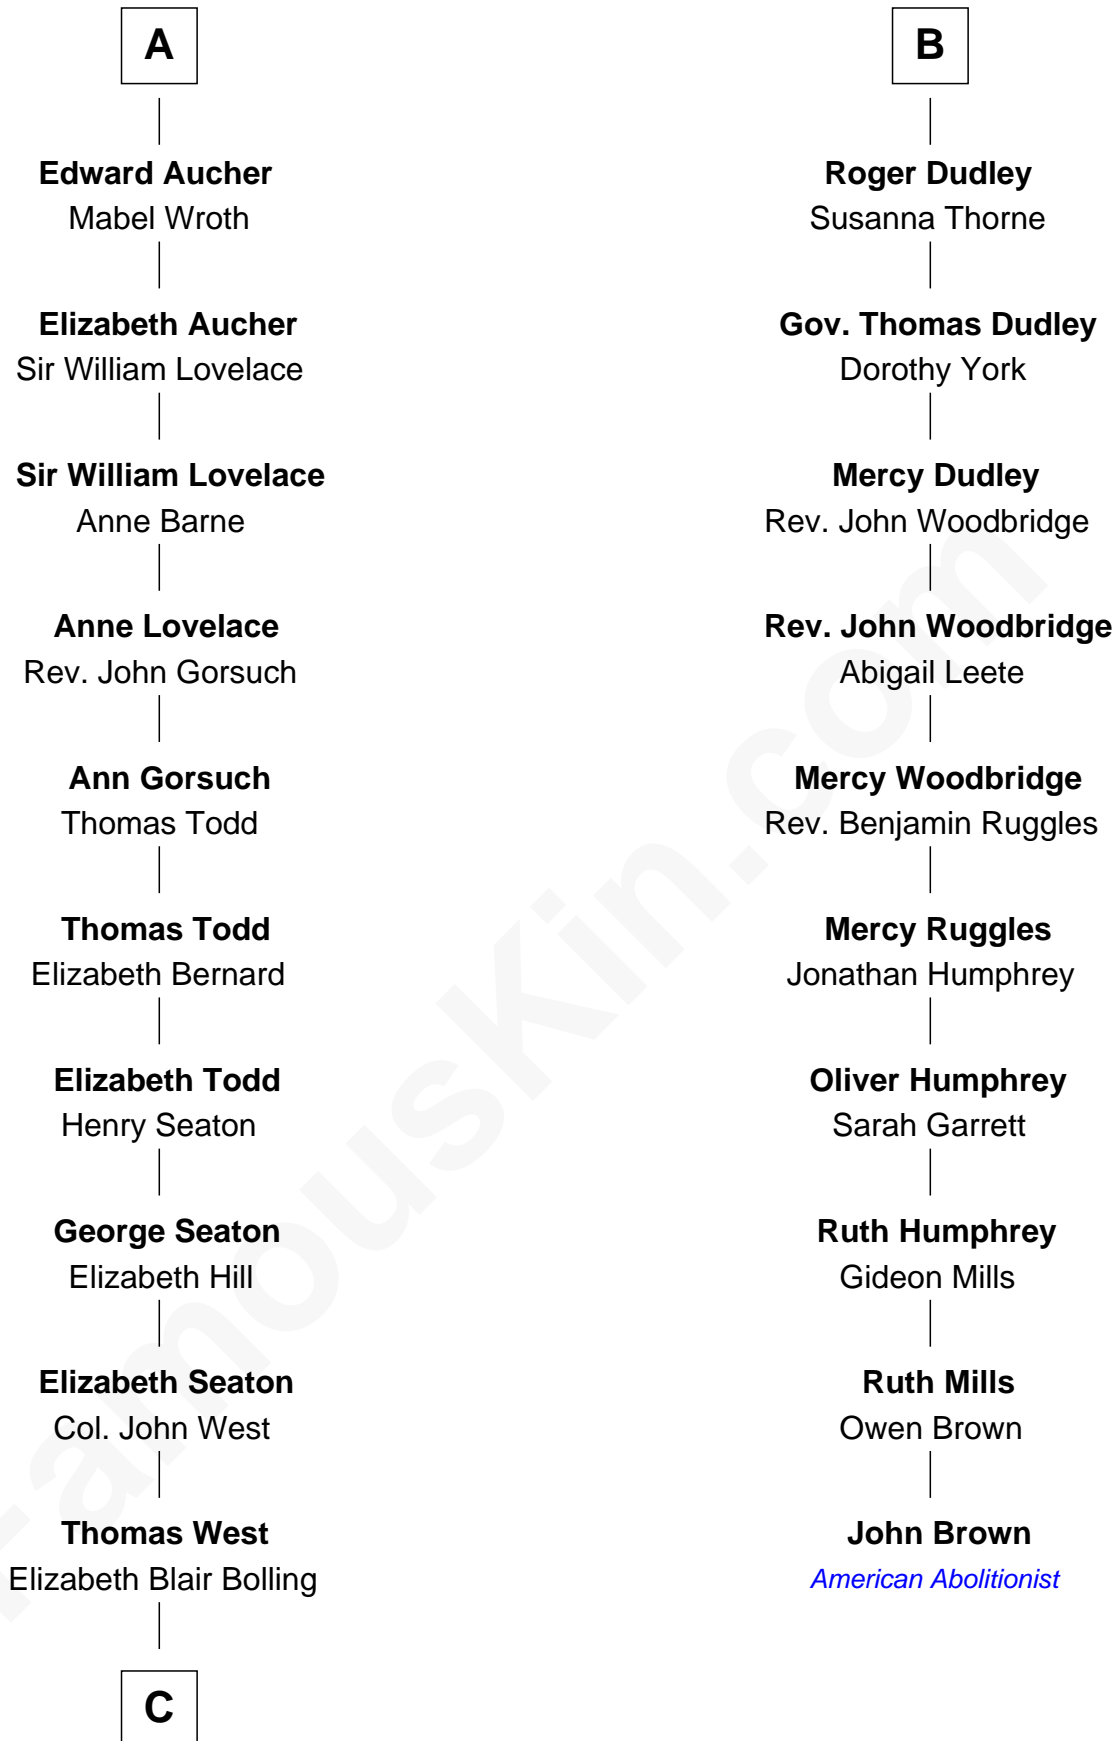 A
Edward Aucher
Mabel Wroth
Elizabeth Aucher
Sir William Lovelace
Sir William Lovelace
Anne Barne
Anne Lovelace
Rev. John Gorsuch
Ann Gorsuch
Thomas Todd
Thomas Todd
Elizabeth Bernard
Elizabeth Todd
Henry Seaton
George Seaton
Elizabeth Hill
Elizabeth Seaton
Col. John West
Thomas West
Elizabeth Blair Bolling
C
B
Roger Dudley
Susanna Thorne
Gov. Thomas Dudley
Dorothy York
Mercy Dudley
Rev. John Woodbridge
Rev. John Woodbridge
Abigail Leete
Mercy Woodbridge
Rev. Benjamin Ruggles
Mercy Ruggles
Jonathan Humphrey
Oliver Humphrey
Sarah Garrett
Ruth Humphrey
Gideon Mills
Ruth Mills
Owen Brown
John Brown
American Abolitionist
FamousKin.com